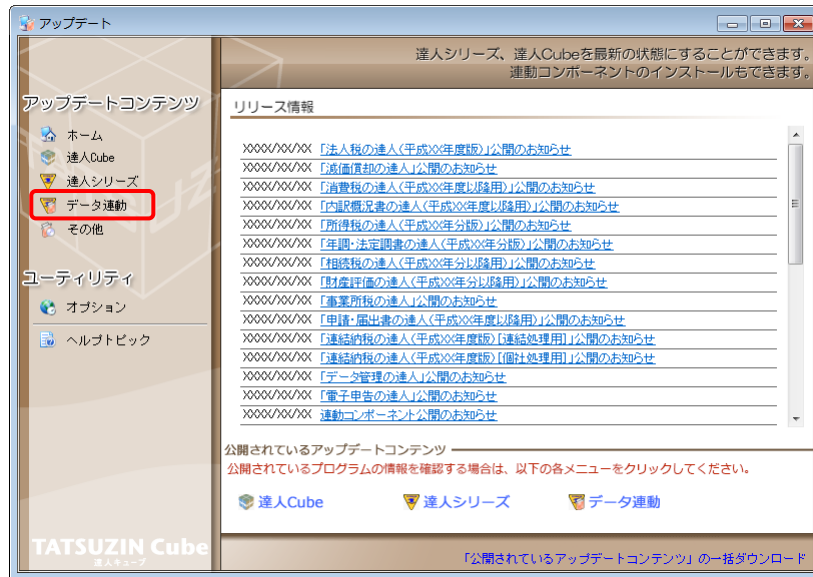 アップデート
達人シリーズ、達人Cubeを最新の状態にすることができます。
連動コンポーネントのインストールもできます。
アップデートコンテンツ
ホーム
達人Cube
達人シリーズ
データ連動
その他
ユーティリティ
オプション
ヘルプトピック
リリース情報
XXXX/XX/XX 「法人税の達人(平成XX年度版)」公開のお知らせ
XXXX/XX/XX 「減価償却の達人」公開のお知らせ
XXXX/XX/XX 「消費税の達人(平成XX年度以降用)」公開のお知らせ
XXXX/XX/XX 「内訳概況書の達人(平成XX年度以降用)」公開のお知らせ
XXXX/XX/XX 「所得税の達人(平成XX年分版)」公開のお知らせ
XXXX/XX/XX 「年調・法定調書の達人(平成XX年分版)」公開のお知らせ
XXXX/XX/XX 「相続税の達人(平成XX年分以降用)」公開のお知らせ
XXXX/XX/XX 「財産評価の達人(平成XX年分以降用)」公開のお知らせ
XXXX/XX/XX 「事業所税の達人」公開のお知らせ
XXXX/XX/XX 「申請・届出書の達人(平成XX年度以降用)」公開のお知らせ
XXXX/XX/XX 「連結納税の達人(平成XX年度版)[連結処理用]」公開のお知らせ
XXXX/XX/XX 「連結納税の達人(平成XX年度版)[個社処理用]」公開のお知らせ
XXXX/XX/XX 「データ管理の達人」公開のお知らせ
XXXX/XX/XX 「電子申告の達人」公開のお知らせ
XXXX/XX/XX 連動コンポーネント公開のお知らせ
公開されているアップデートコンテンツ
公開されているプログラムの情報を確認する場合は、以下の各メニューをクリックしてください。
達人Cube 達人シリーズ データ連動
TATSUZIN Cube
達人キューブ
「公開されているアップデートコンテンツ」の一括ダウンロード